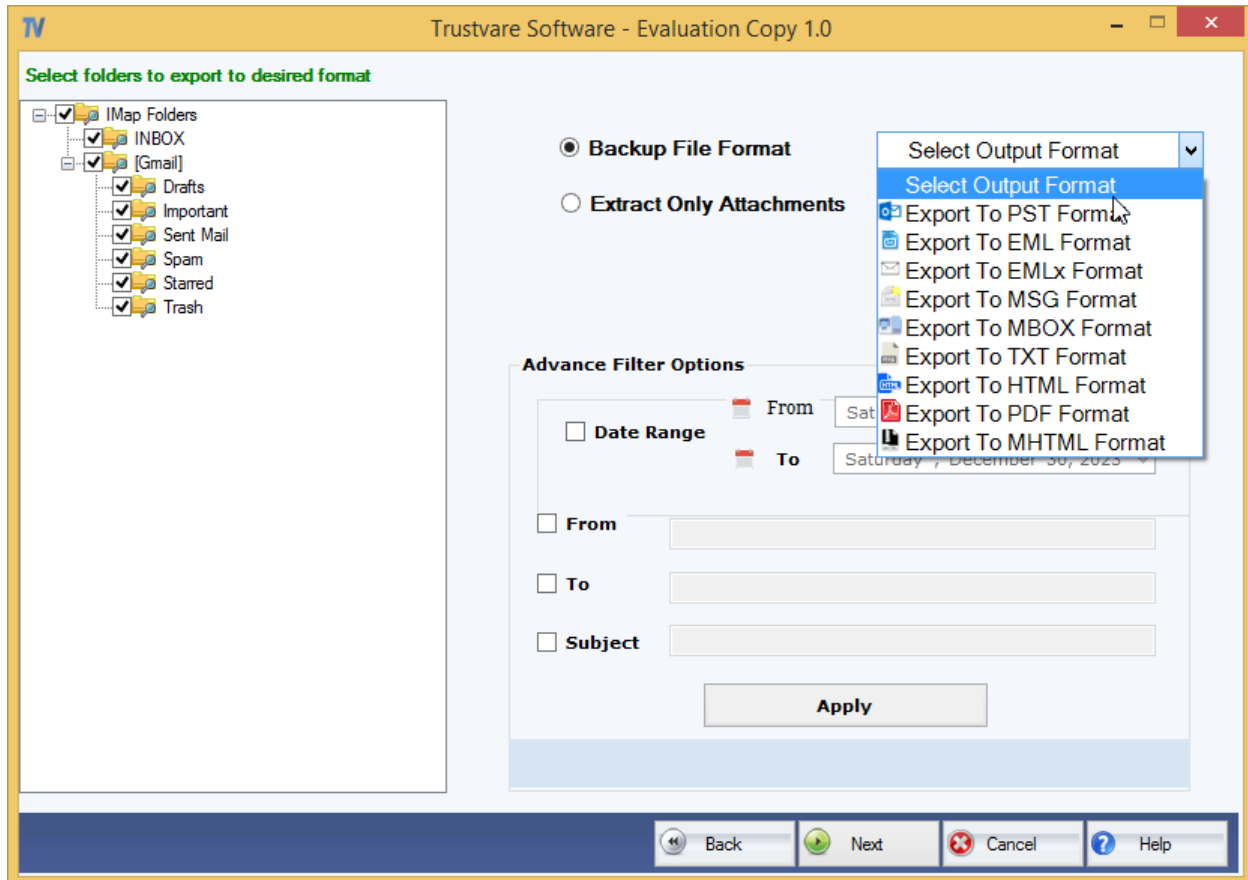 TV
Trustvare Software - Evaluation Copy 1.0
Select folders to export to desired format
IMap Folders
INBOX
[Gmail]
Drafts
Important
Sent Mail
Spam
Starred
Trash
Backup File Format
Extract Only Attachments
Select Output Format
Select Output Format
Export To PST Format
Export To EML Format
Export To EMLx Format
Export To MSG Format
Export To MBOX Format
Export To TXT Format
Export To HTML Format
Export To PDF Format
Export To MHTML Format
Advance Filter Options
Date Range
From
To
Saturday , December 30, 2023
From
To
Subject
Apply
Back
Next
Cancel
Help